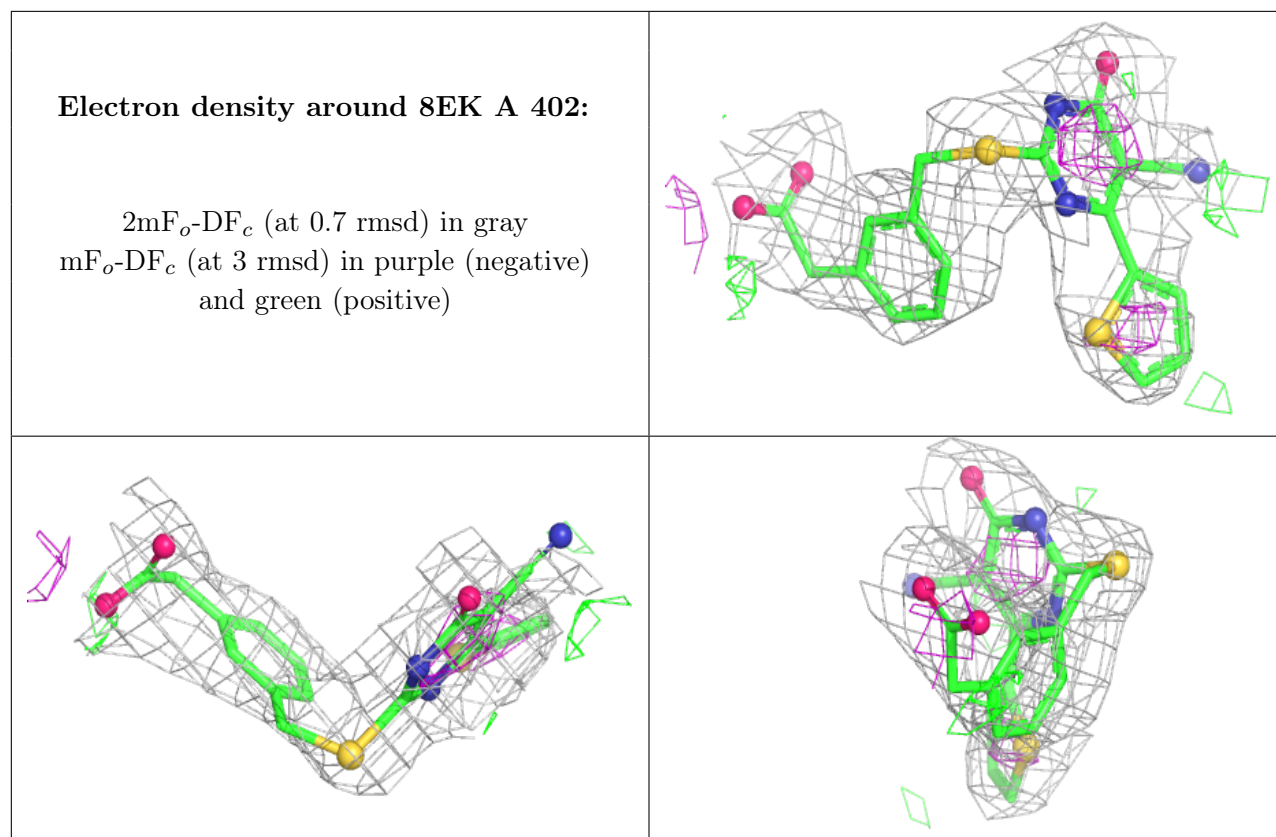 Electron density around 8EK A 402:
2mFo-DFc (at 0.7 rmsd) in gray
mFo-DFc (at 3 rmsd) in purple (negative)
and green (positive)